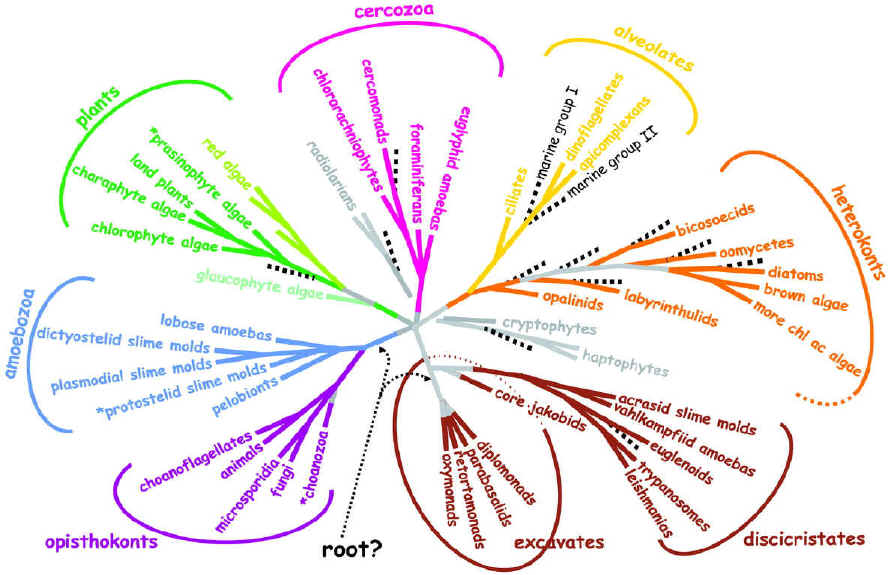 cercozoa
cercomonads
chlorarachniophytes
foraminiferans
euglyphid amoebas
radiolarians
alveolates
marine group I
dinoflagellates
apicomplexans
marine group II
ciliates
plants
red algae
*prasinophyte algae
land plants
charaphyte algae
chlorophyte algae
glaucophyte algae
heterokonts
bicosoecids
oomycetes
diatoms
brown algae
more chl ac algae
labyrinthulids
opalinids
cryptophytes
haptophytes
amoebozoa
lobose amoebas
dictyostelid slime molds
plasmodial slime molds
*protostelid slime molds
pelobionts
choanoflagellates
animals
microsporidia
fungi
*choanozoa
opisthokonts
root?
core jakobids
diplomonads
parabasalids
retortamonads
oxymonads
excavates
acrasid slime molds
vahlkampfiid amoebas
euglenoids
trypanosomes
leishmanias
discicristates